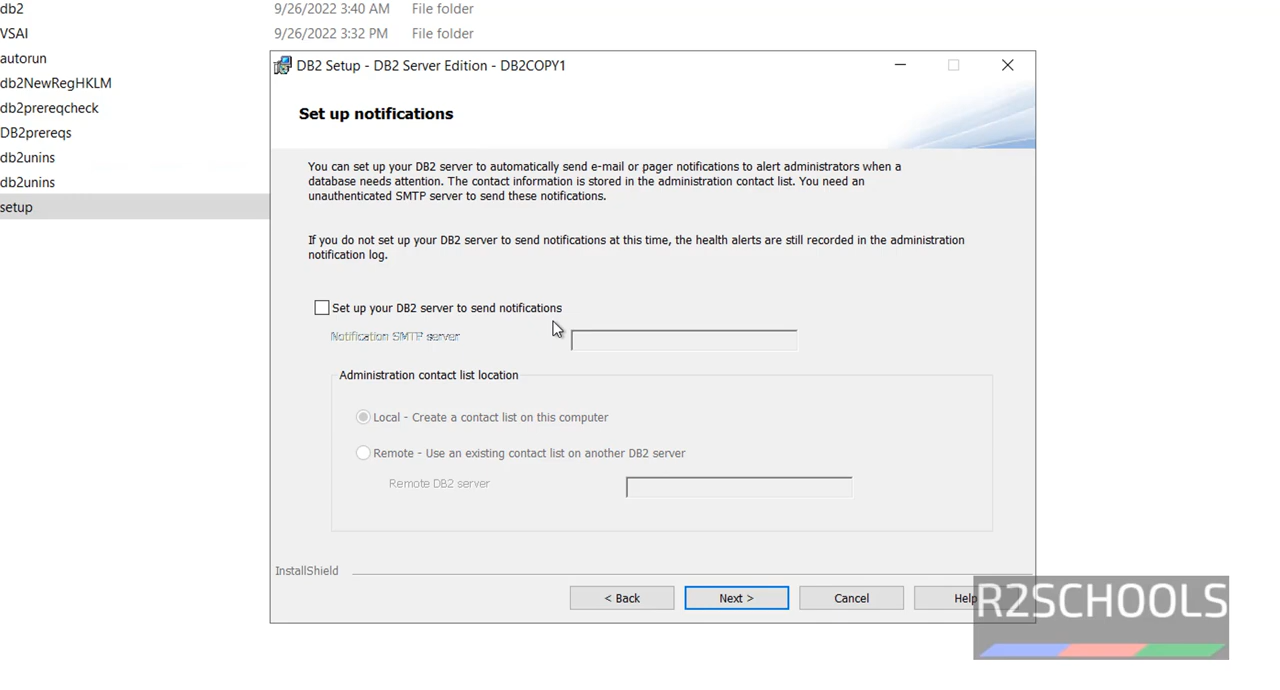 db2 9/26/2022 3:40 AM File folder
VSAI 9/26/2022 3:32 PM File folder
autorun
db2NewRegHKLM
db2prereqcheck
DB2prereqs
db2unins
db2unins
setup
DB2 Setup - DB2 Server Edition - DB2COPY1
Set up notifications
You can set up your DB2 server to automatically send e-mail or pager notifications to alert administrators when a
database needs attention. The contact information is stored in the administration contact list. You need an
unauthenticated SMTP server to send these notifications.
If you do not set up your DB2 server to send notifications at this time, the health alerts are still recorded in the administration
notification log.
Set up your DB2 server to send notifications
Notification SMTP server
Administration contact list location
Local - Create a contact list on this computer
Remote - Use an existing contact list on another DB2 server
Remote DB2 server
InstallShield
< Back Next > Cancel Help
R2SCHOOLS